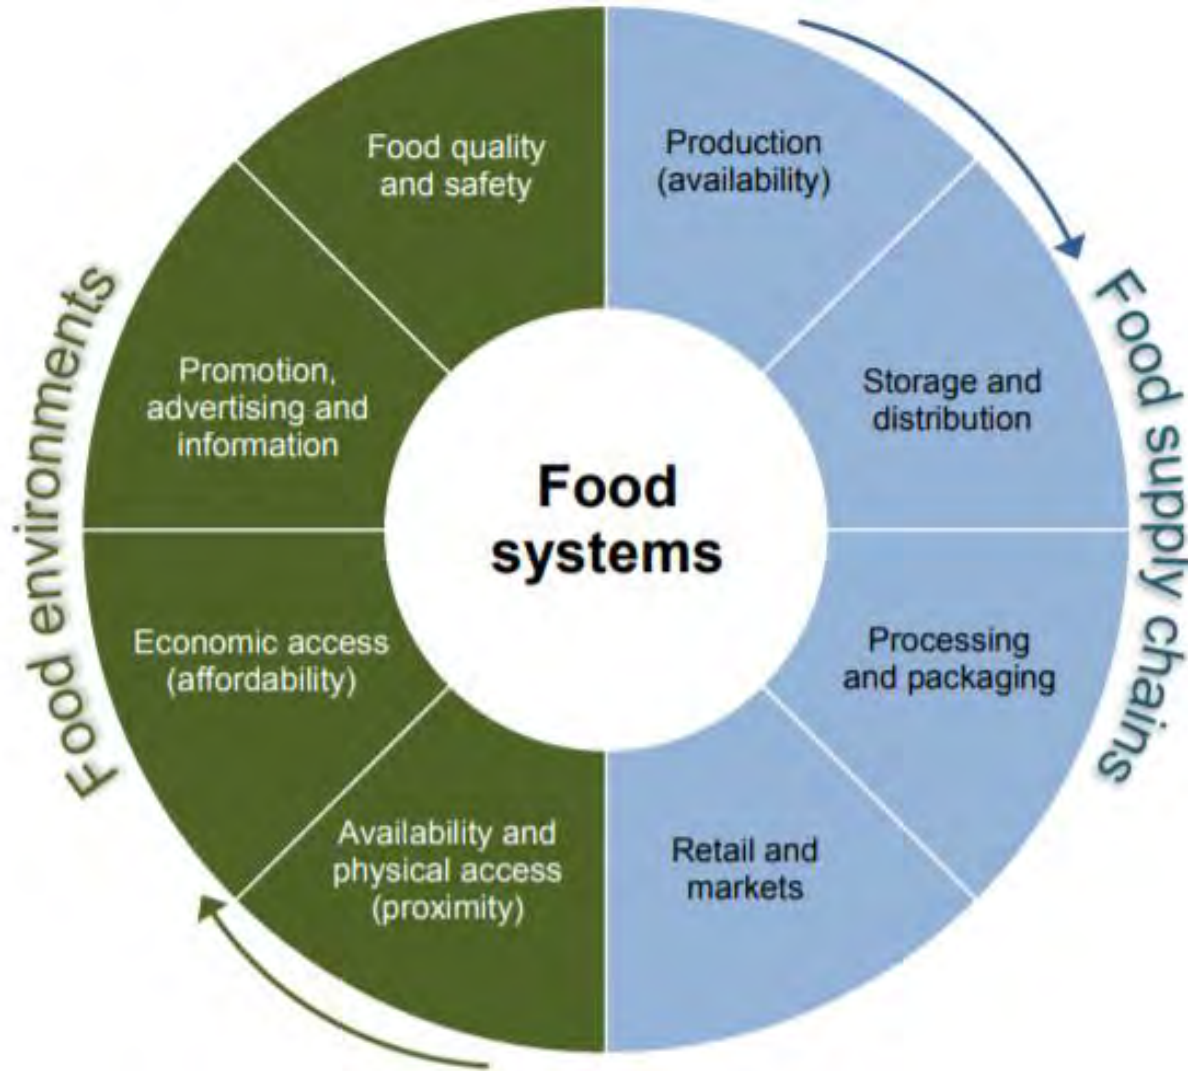 Food quality
and safety
Production
(availability)
Promotion,
advertising and
information
Storage and
distribution
Food
systems
Economic access
(affordability)
Processing
and packaging
Availability and
physical access
(proximity)
Retail and
markets
Food environments
Food supply chains